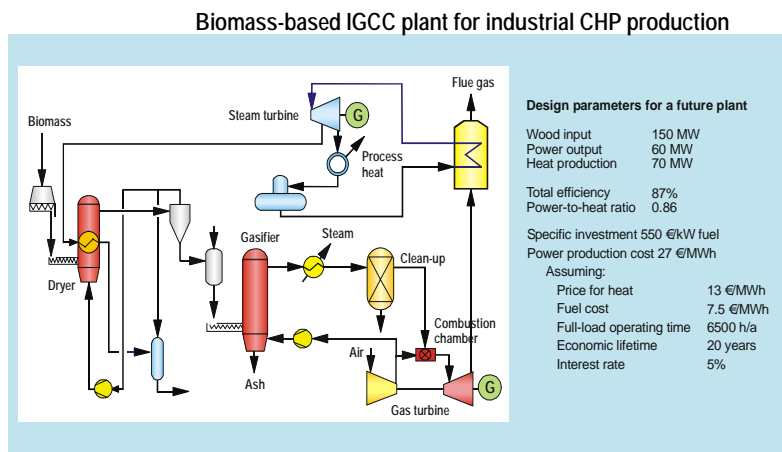 Biomass-based IGCC plant for industrial CHP production
Flue gas
Biomass
Steam turbine
G
Process
heat
Gasifier
Steam
Clean-up
Dryer
Combustion
chamber
Air
Ash
G
Gas turbine
Design parameters for a future plant
Wood input 150 MW
Power output 60 MW
Heat production 70 MW
Total efficiency 87%
Power-to-heat ratio 0.86
Specific investment 550 €/kW fuel
Power production cost 27 €/MWh
Assuming:
Price for heat 13 €/MWh
Fuel cost 7.5 €/MWh
Full-load operating time 6500 h/a
Economic lifetime 20 years
Interest rate 5%